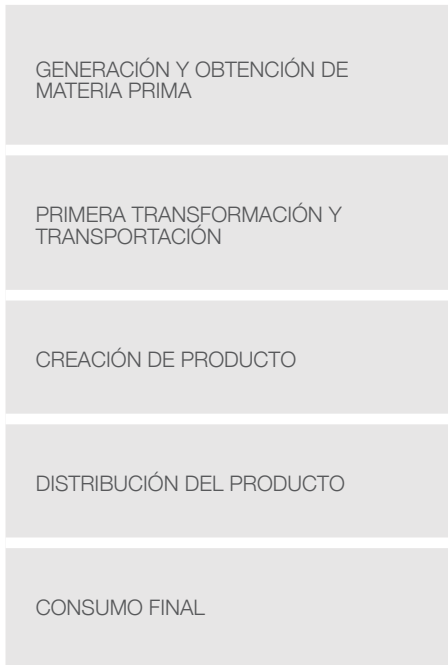 GENERACIÓN Y OBTENCIÓN DE
MATERIA PRIMA
PRIMERA TRANSFORMACIÓN Y
TRANSPORTACIÓN
CREACIÓN DE PRODUCTO
DISTRIBUCIÓN DEL PRODUCTO
CONSUMO FINAL